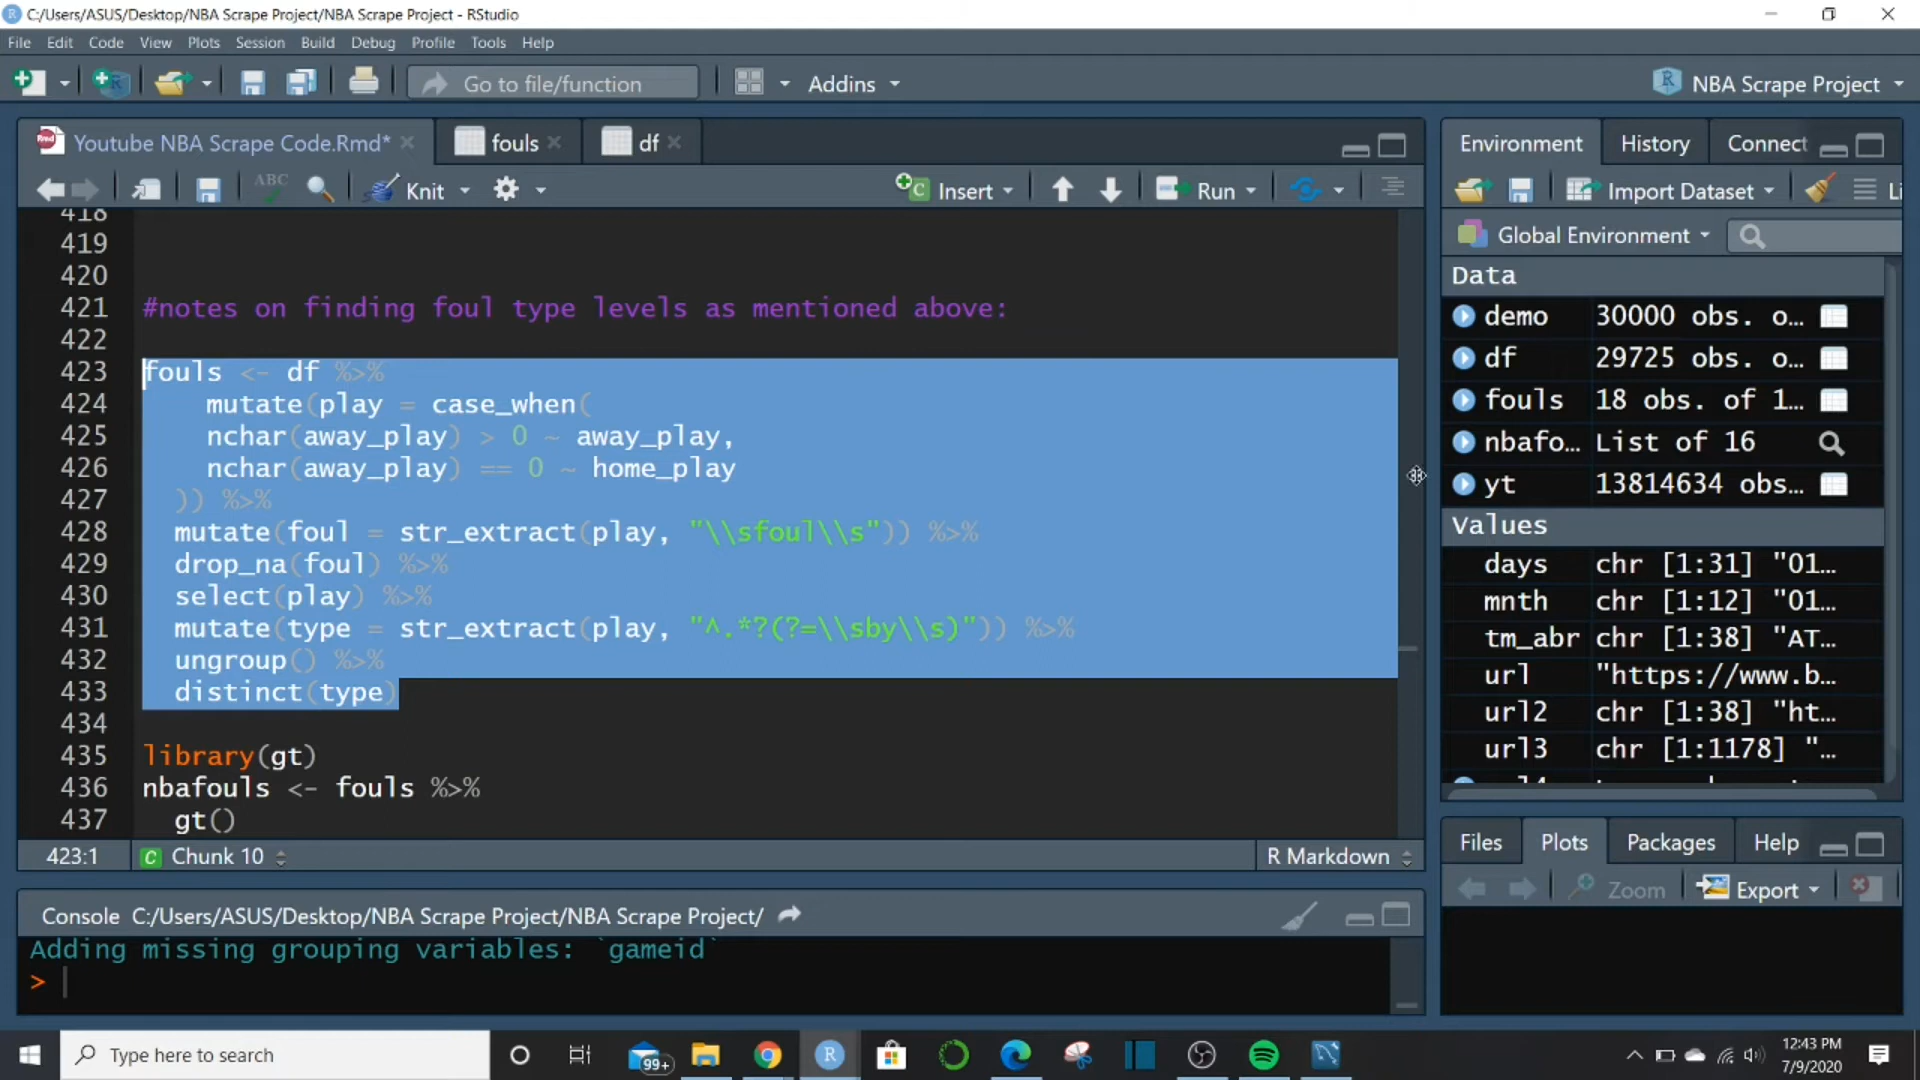 C:/Users/ASUS/Desktop/NBA Scrape Project/NBA Scrape Project - RStudio
File Edit Code View Plots Session Build Debug Profile Tools Help
Go to file/function
Addins
NBA Scrape Project
Youtube NBA Scrape Code.Rmd*
fouls
df
ABC
Knit
Insert
Run
418
419
420
421 #notes on finding foul type levels as mentioned above:
422
423 fouls <- df %>%
424 mutate(play = case_when(
425 nchar(away_play) > 0 ~ away_play,
426 nchar(away_play) == 0 ~ home_play
427 )) %>%
428 mutate(foul = str_extract(play, "\\sfoul\\s")) %>%
429 drop_na(foul) %>%
430 select(play) %>%
431 mutate(type = str_extract(play, "^.*?(?=\\sby\\s)")) %>%
432 ungroup() %>%
433 distinct(type)
434
435 library(gt)
436 nbafouls <- fouls %>%
437 gt()
423:1
C Chunk 10
R Markdown
Console C:/Users/ASUS/Desktop/NBA Scrape Project/NBA Scrape Project/
Adding missing grouping variables: `gameid`
>
Environment History Connect
Import Dataset
Li
Global Environment
Data
demo 30000 obs. o...
df 29725 obs. o...
fouls 18 obs. of 1...
nbafo... List of 16
yt 13814634 obs...
Values
days chr [1:31] "01...
mnth chr [1:12] "01...
tm_abr chr [1:38] "AT...
url "https://www.b...
url2 chr [1:38] "ht...
url3 chr [1:1178] "...
Files Plots Packages Help
Zoom
Export
Type here to search
99+
12:43 PM
7/9/2020